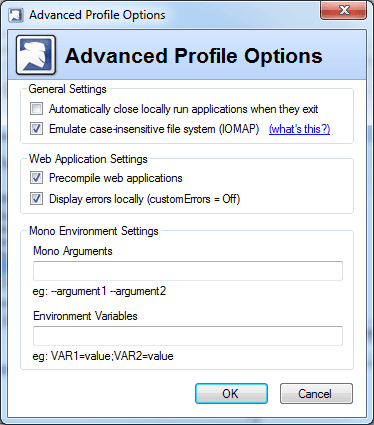 Advanced Profile Options
Advanced Profile Options
General Settings
Automatically close locally run applications when they exit
Emulate case-insensitive file system (IOMAP) (what's this?)
Web Application Settings
Precompile web applications
Display errors locally (customErrors = Off)
Mono Environment Settings
Mono Arguments
eg: --argument1 --argument2
Environment Variables
eg: VAR1=value;VAR2=value
OK Cancel